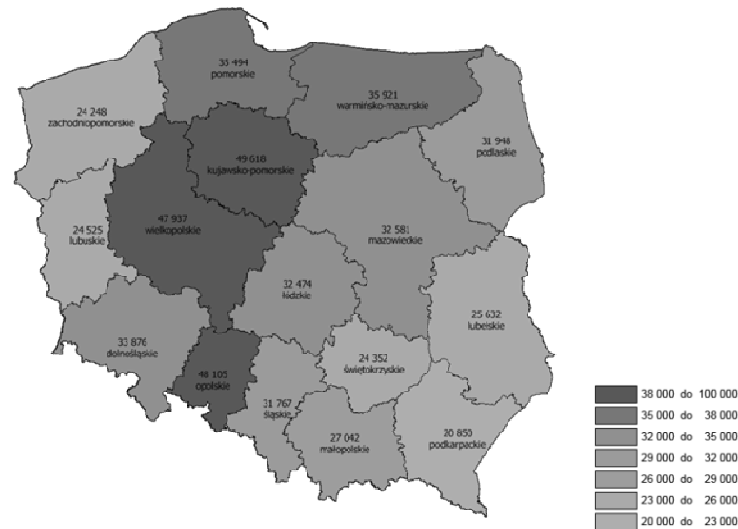 36 494
pomorskie
35 921
warmińsko-mazurskie
24 248
zachodniopomorskie
31 948
podlaskie
49 610
kujawsko-pomorskie
47 937
wielkopolskie
24 525
lubuskie
32 581
mazowieckie
32 474
łódzkie
25 632
lubelskie
33 876
dolnośląskie
24 352
świętokrzyskie
48 105
opolskie
31 767
śląskie
27 042
małopolskie
20 850
podkarpackie
38 000 do 100 000
35 000 do 38 000
32 000 do 35 000
29 000 do 32 000
26 000 do 29 000
23 000 do 26 000
20 000 do 23 000